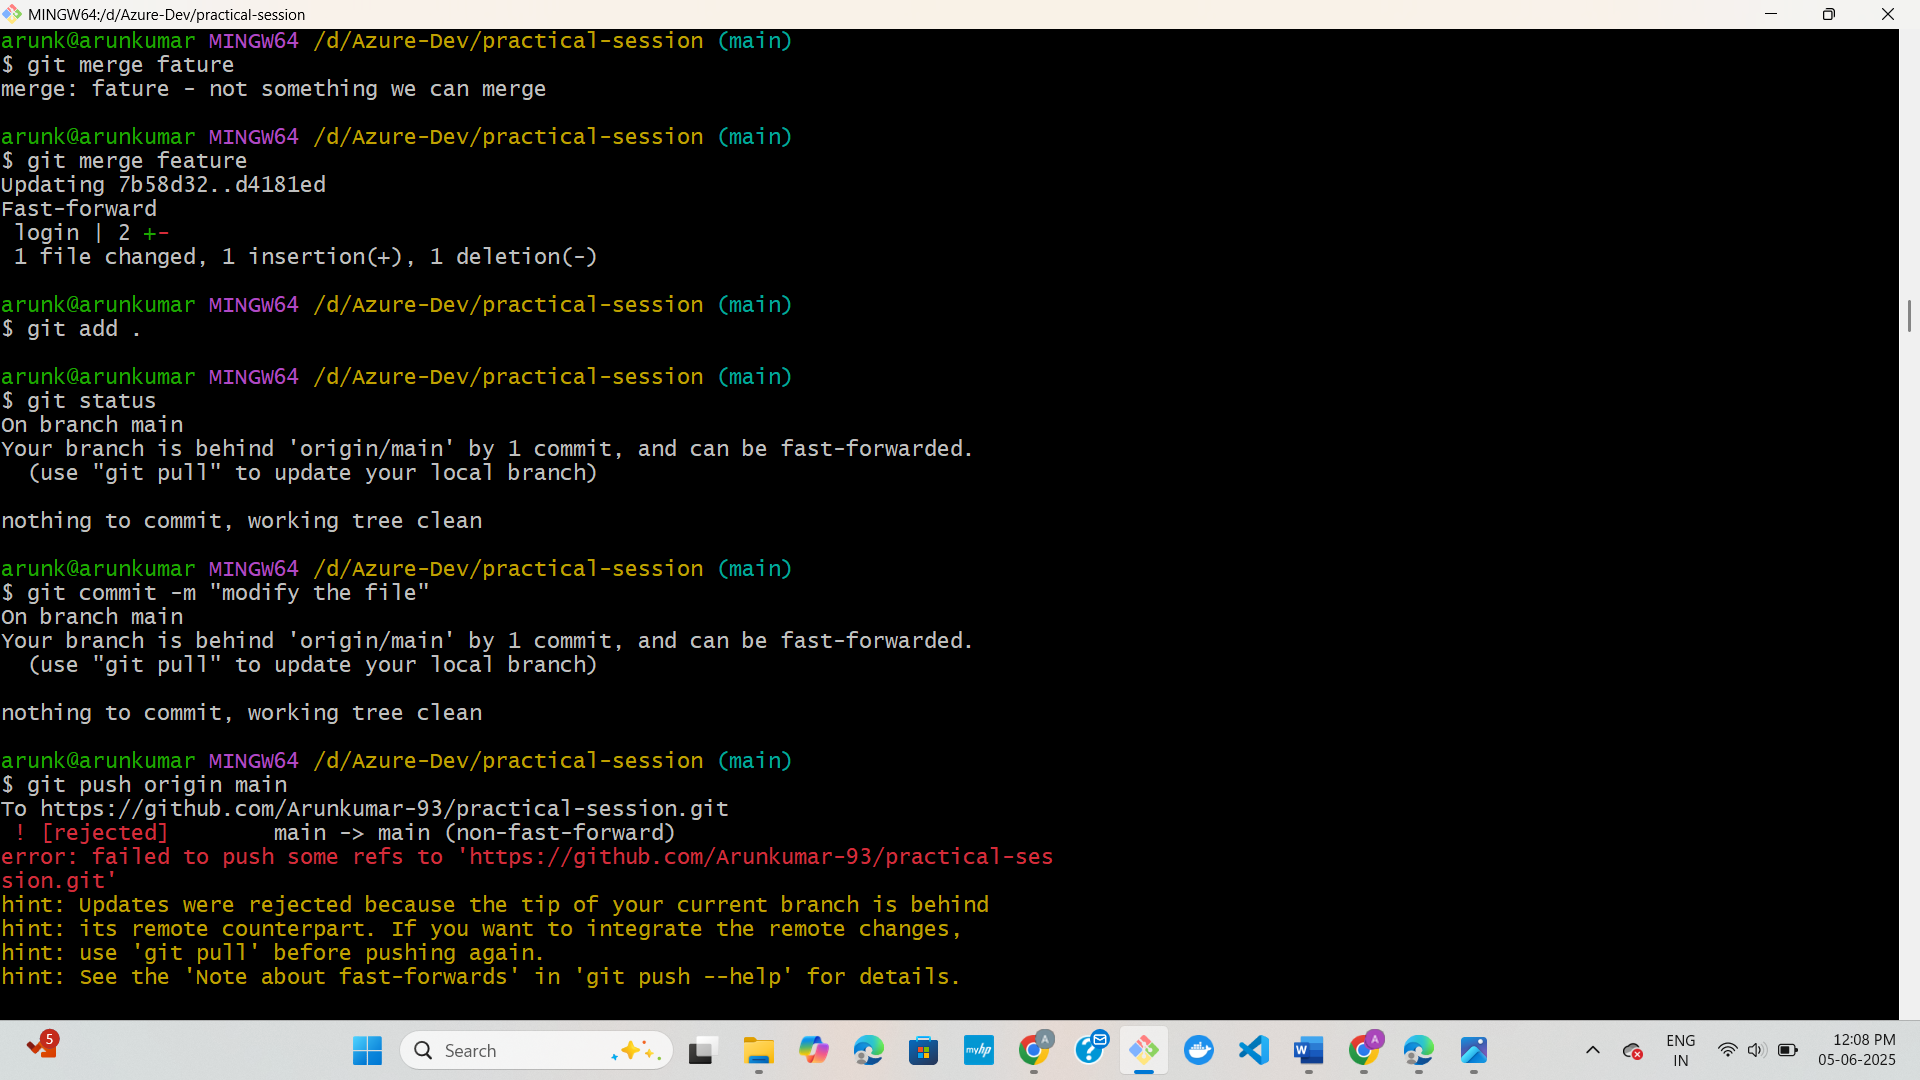 MINGW64:/d/Azure-Dev/practical-session
arunk@arunkumar MINGW64 /d/Azure-Dev/practical-session (main)
$ git merge fature
merge: fature - not something we can merge
arunk@arunkumar MINGW64 /d/Azure-Dev/practical-session (main)
$ git merge feature
Updating 7b58d32..d4181ed
Fast-forward
login | 2 +-
1 file changed, 1 insertion(+), 1 deletion(-)
arunk@arunkumar MINGW64 /d/Azure-Dev/practical-session (main)
$ git add .
arunk@arunkumar MINGW64 /d/Azure-Dev/practical-session (main)
$ git status
On branch main
Your branch is behind 'origin/main' by 1 commit, and can be fast-forwarded.
(use "git pull" to update your local branch)
nothing to commit, working tree clean
arunk@arunkumar MINGW64 /d/Azure-Dev/practical-session (main)
$ git commit -m "modify the file"
On branch main
Your branch is behind 'origin/main' by 1 commit, and can be fast-forwarded.
(use "git pull" to update your local branch)
nothing to commit, working tree clean
arunk@arunkumar MINGW64 /d/Azure-Dev/practical-session (main)
$ git push origin main
To https://github.com/Arunkumar-93/practical-session.git
! [rejected]        main -> main (non-fast-forward)
error: failed to push some refs to 'https://github.com/Arunkumar-93/practical-ses
sion.git'
hint: Updates were rejected because the tip of your current branch is behind
hint: its remote counterpart. If you want to integrate the remote changes,
hint: use 'git pull' before pushing again.
hint: See the 'Note about fast-forwards' in 'git push --help' for details.
5
Search
myhp
A
?
W
A
ENG
IN
12:08 PM
05-06-2025